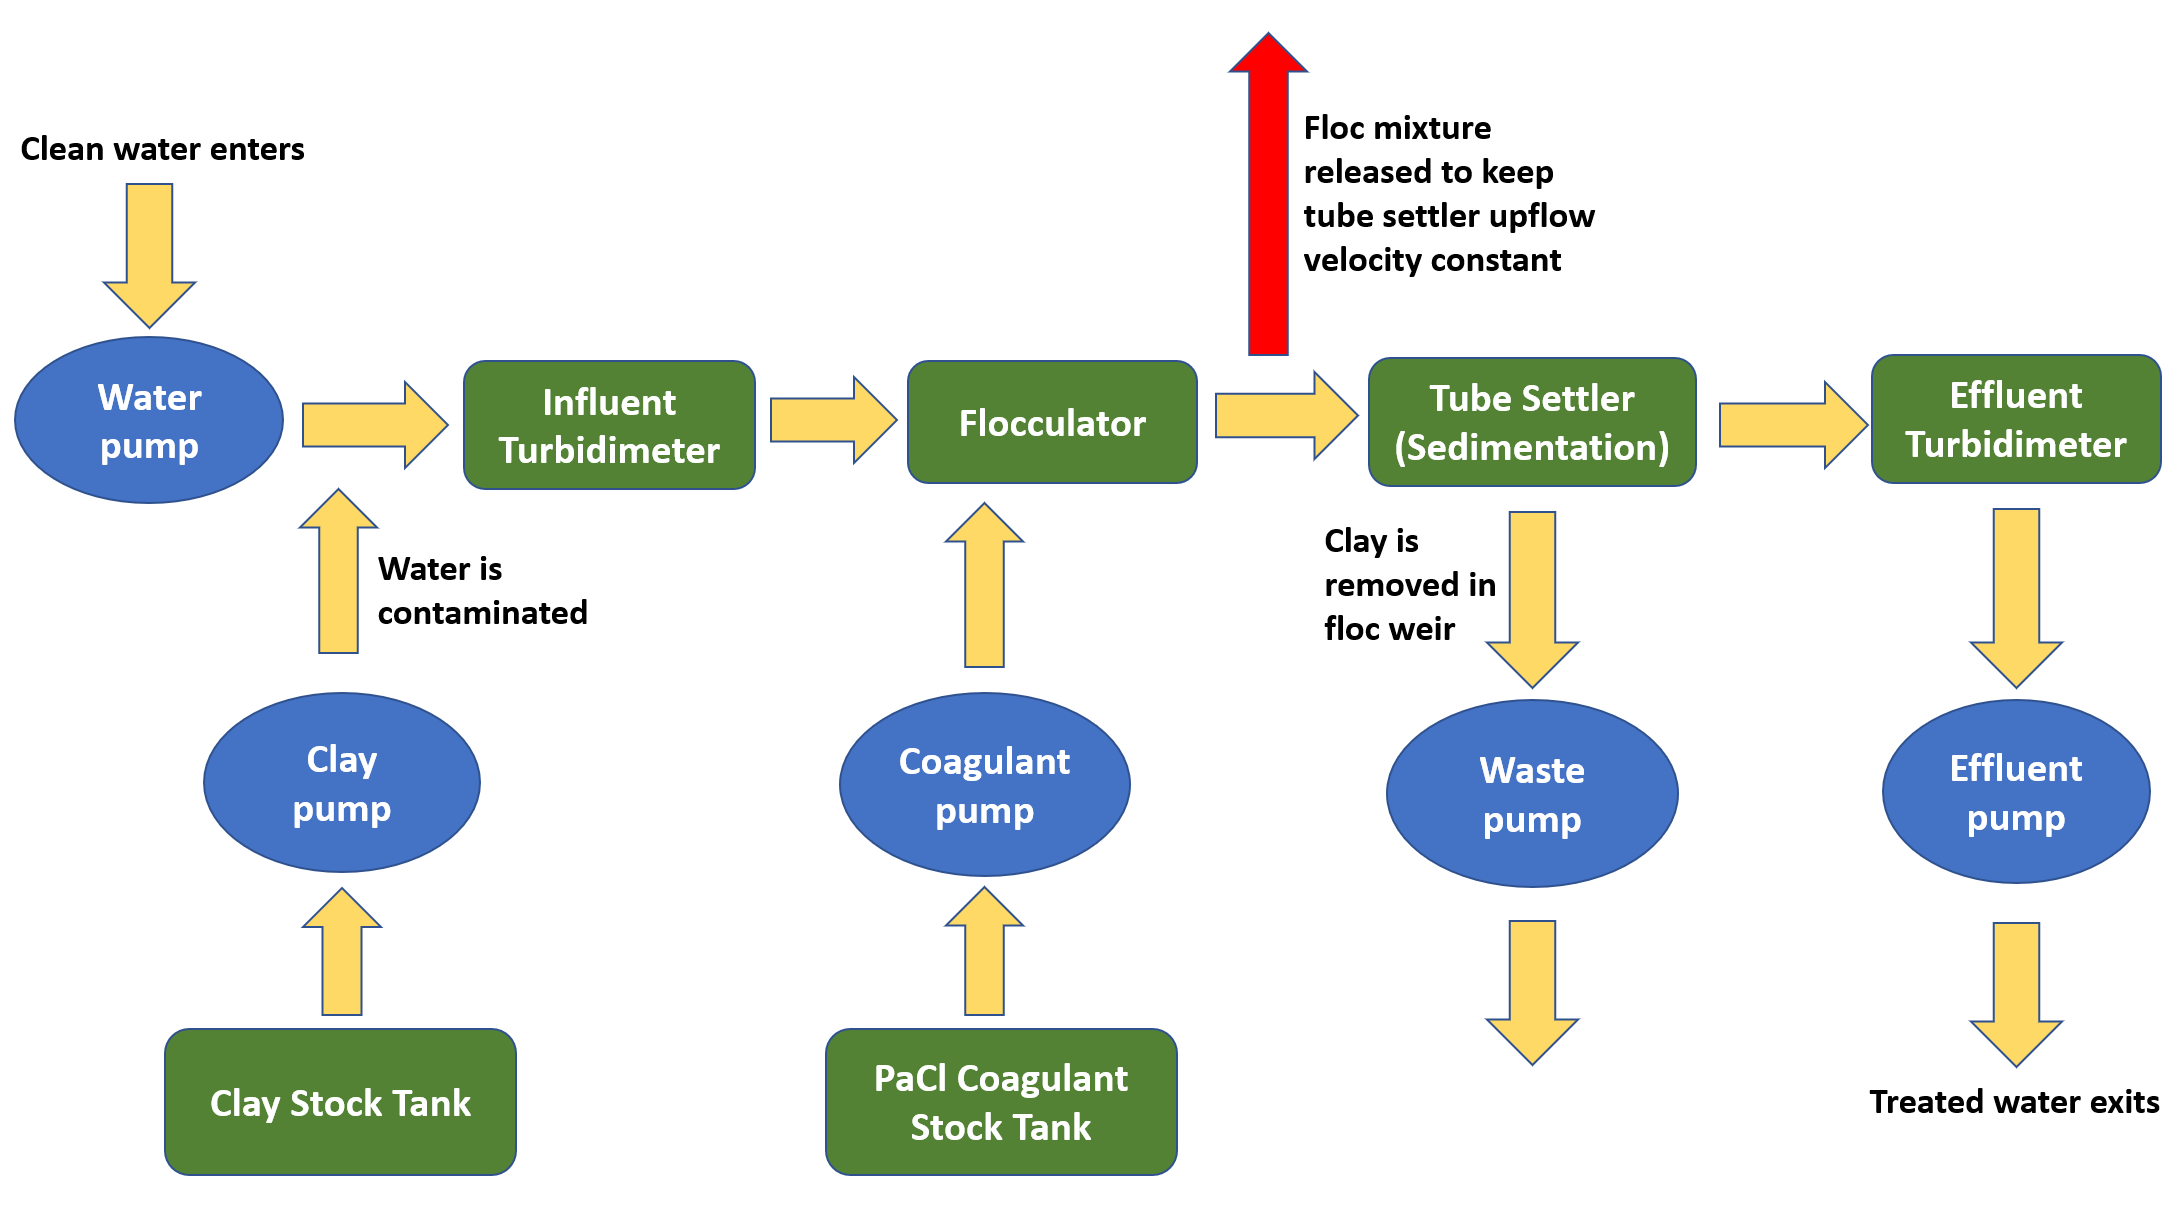 Clean water enters
Floc mixture
released to keep
tube settler upflow
velocity constant
Water
pump
Influent
Turbidimeter
Flocculator
Tube Settler
(Sedimentation)
Effluent
Turbidimeter
Water is
contaminated
Clay is
removed in
floc weir
Clay
pump
Coagulant
pump
Waste
pump
Effluent
pump
Clay Stock Tank
PaCl Coagulant
Stock Tank
Treated water exits